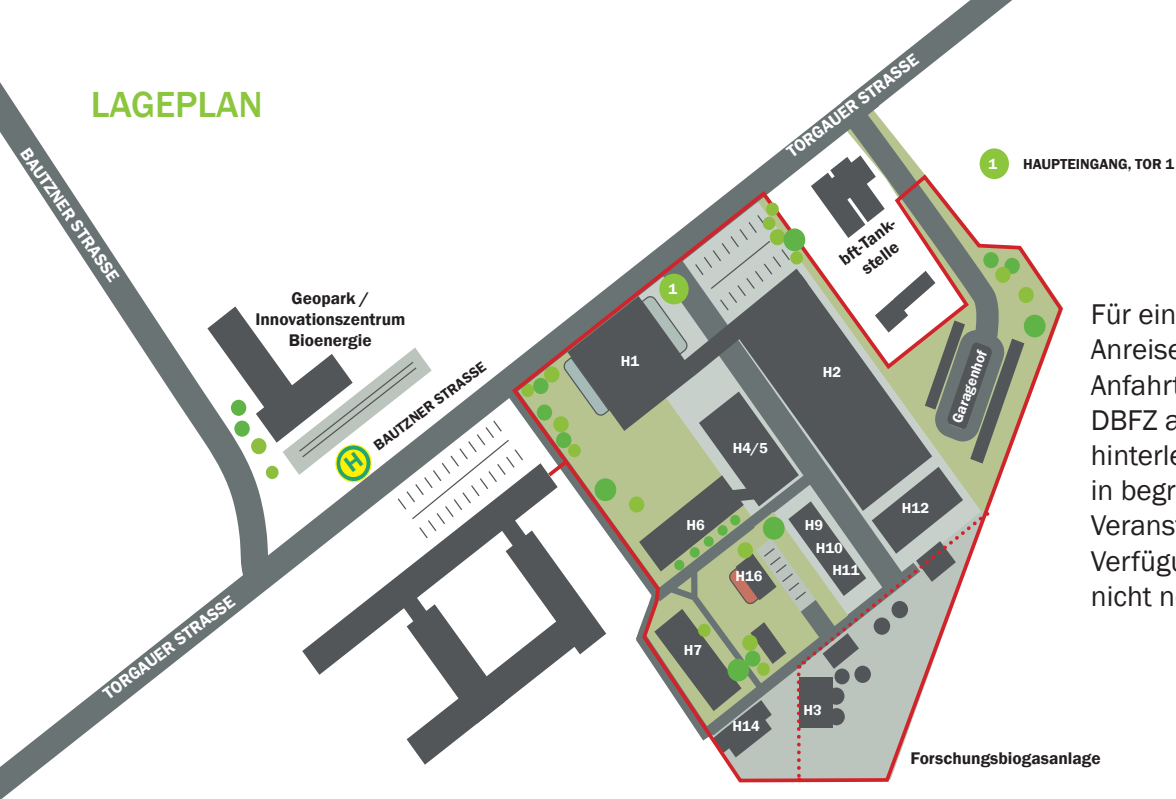 LAGEPLAN
BAUTZNER STRASSE
TORGAUER STRASSE
1
HAUPTEINGANG, TOR 1
bft-Tank-
stelle
Geopark /
Innovationszentrum
Bioenergie
1
H
BAUTZNER STRASSE
H1
H2
Garagenhof
H4/5
H6
H12
H9
H10
H11
H16
H7
H3
H14
TORGAUER STRASSE
Forschungsbiogasanlage
Für ein
Anreise
Anfahrt
DBFZ a
hinterle
in begr
Veranst
Verfügu
nicht n